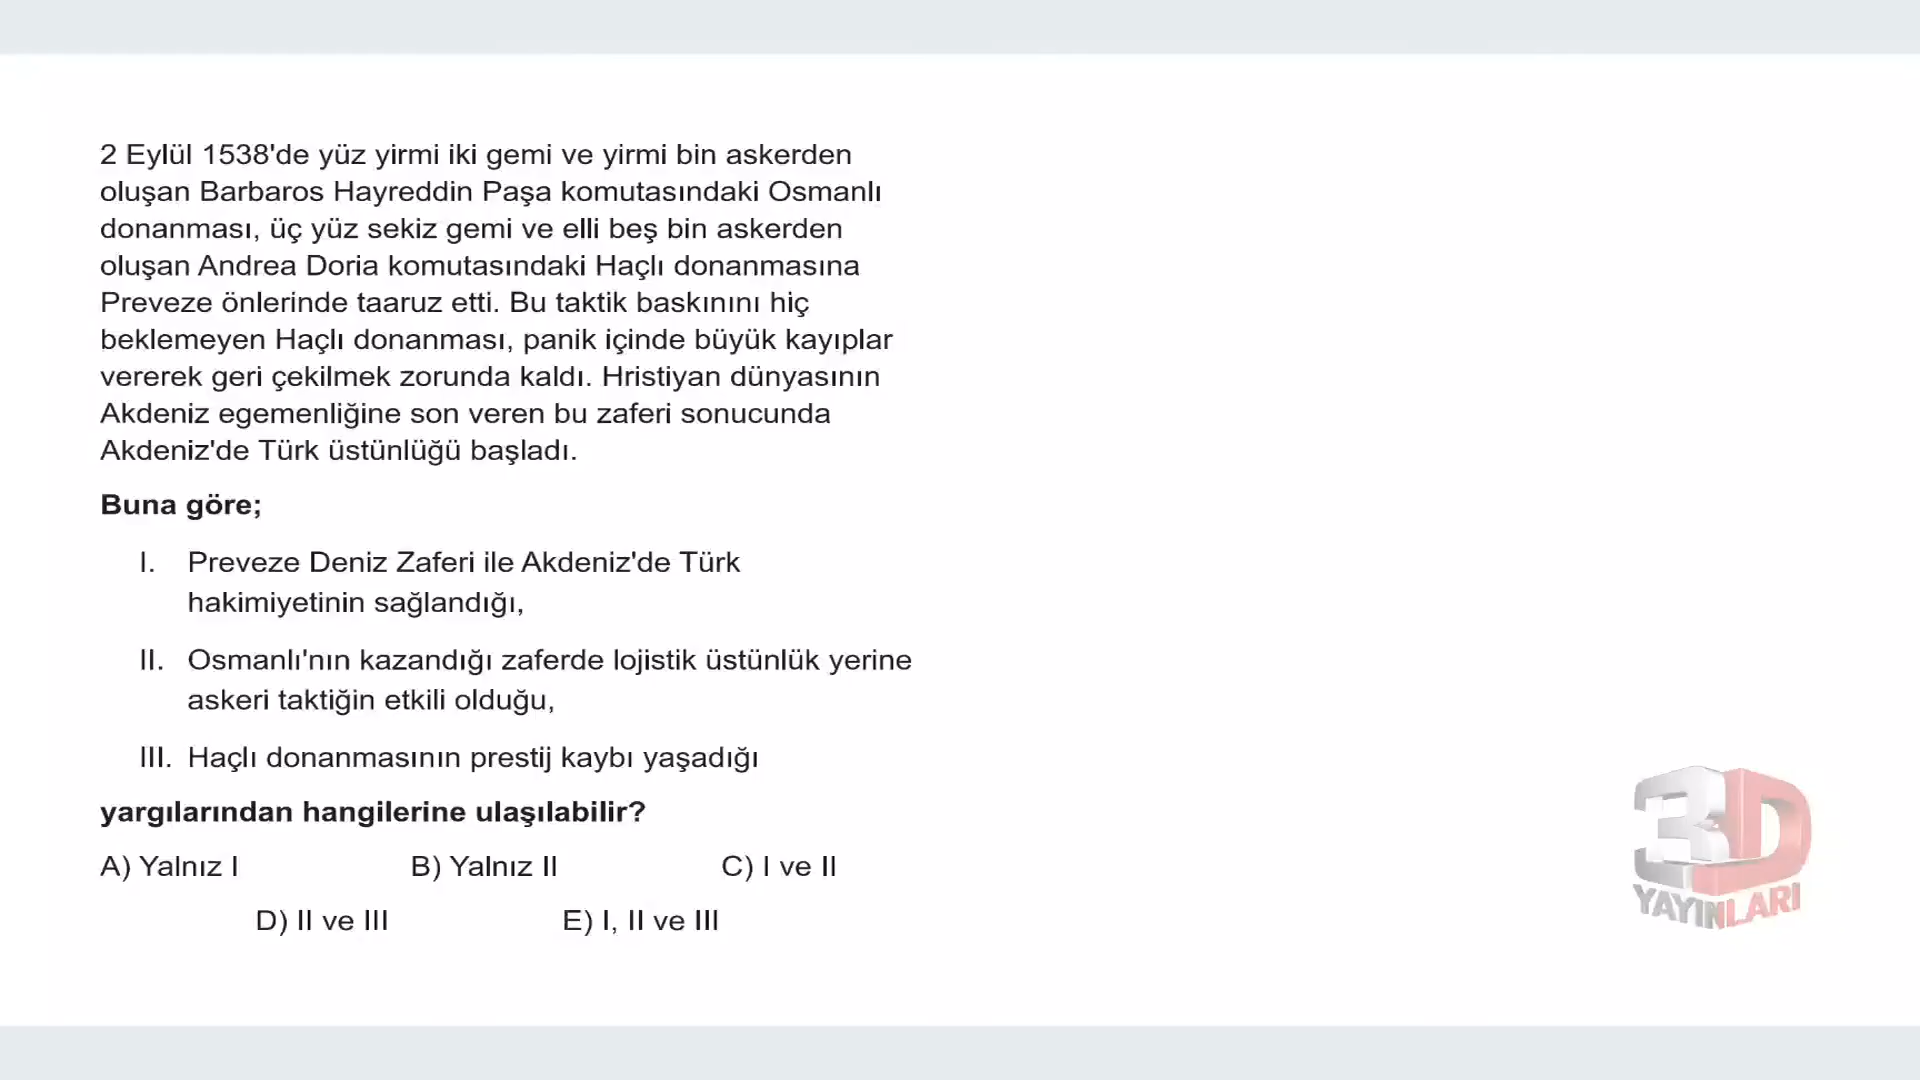 2 Eylül 1538'de yüz yirmi iki gemi ve yirmi bin askerden
oluşan Barbaros Hayreddin Paşa komutasındaki Osmanlı
donanması, üç yüz sekiz gemi ve elli beş bin askerden
oluşan Andrea Doria komutasındaki Haçlı donanmasına
Preveze önlerinde taaruz etti. Bu taktik baskınını hiç
beklemeyen Haçlı donanması, panik içinde büyük kayıplar
vererek geri çekilmek zorunda kaldı. Hristiyan dünyasının
Akdeniz egemenliğine son veren bu zaferi sonucunda
Akdeniz'de Türk üstünlüğü başladı.
Buna göre;
I. Preveze Deniz Zaferi ile Akdeniz'de Türk
hakimiyetinin sağlandığı,
II. Osmanlı'nın kazandığı zaferde lojistik üstünlük yerine
askeri taktiğin etkili olduğu,
III. Haçlı donanmasının prestij kaybı yaşadığı
yargılarından hangilerine ulaşılabilir?
A) Yalnız I B) Yalnız II C) I ve II
D) II ve III E) I, II ve III
3D
YAYINLARI